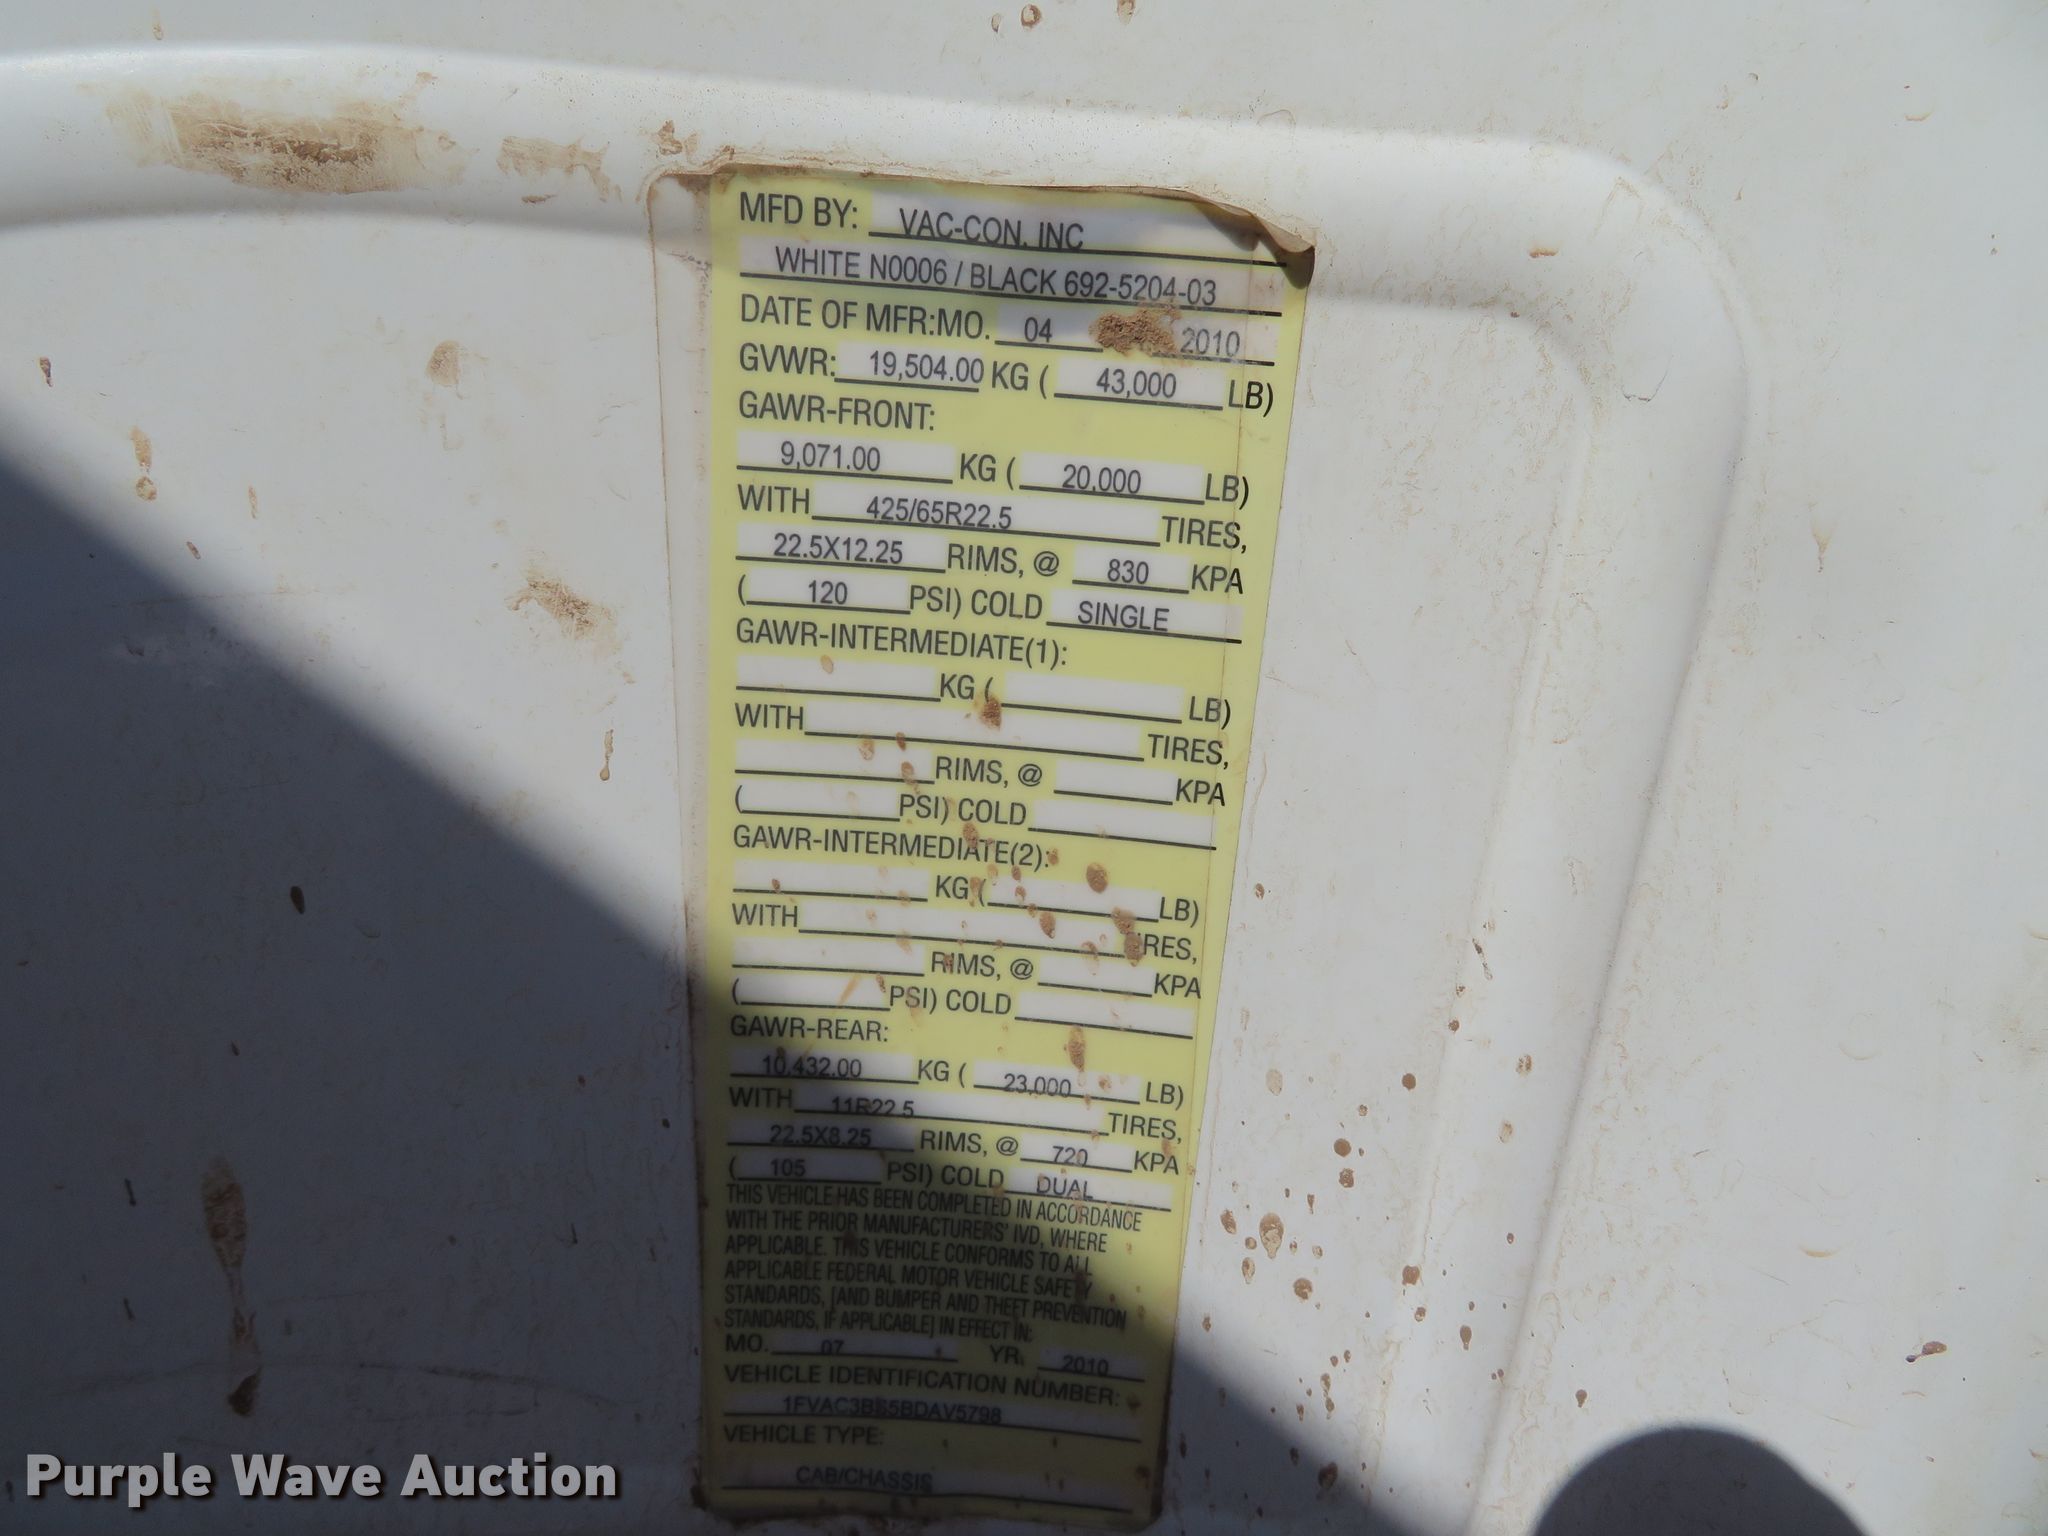 MFD BY: VAC-CON, INC
WHITE N0006 / BLACK 692-5204-03
DATE OF MFR:MO. 04 2010
GVWR: 19,504.00 KG ( 43,000 LB)
GAWR-FRONT:
9,071.00 KG ( 20,000 LB)
WITH 425/65R22.5 TIRES,
22.5X12.25 RIMS, @ 830 KPA
( 120 PSI) COLD SINGLE
GAWR-INTERMEDIATE(1):
KG ( LB)
WITH TIRES,
RIMS, @ KPA
( PSI) COLD
GAWR-INTERMEDIATE(2):
KG ( LB)
WITH TIRES,
RIMS, @ KPA
( PSI) COLD
GAWR-REAR:
10,432.00 KG ( 23,000 LB)
WITH 11R22.5 TIRES,
22.5X8.25 RIMS, @ 720 KPA
( 105 PSI) COLD DUAL
THIS VEHICLE HAS BEEN COMPLETED IN ACCORDANCE
WITH THE PRIOR MANUFACTURERS' IVD, WHERE
APPLICABLE. THIS VEHICLE CONFORMS TO ALL
APPLICABLE FEDERAL MOTOR VEHICLE SAFETY
STANDARDS, [AND BUMPER AND THEFT PREVENTION
STANDARDS, IF APPLICABLE] IN EFFECT IN:
MO. 07 YR. 2010
VEHICLE IDENTIFICATION NUMBER:
1FVAC3BS5BDAV5798
VEHICLE TYPE:
CAB/CHASSIS
Purple Wave Auction